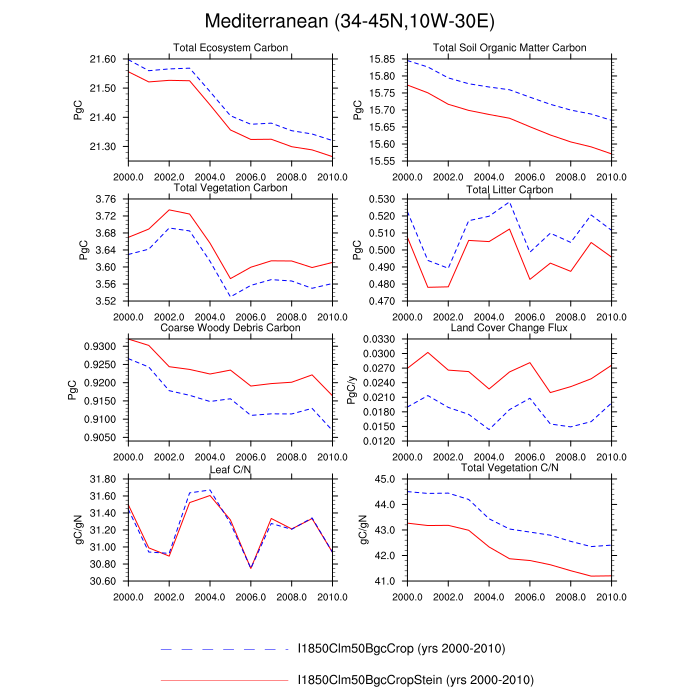 Mediterranean (34-45N,10W-30E)
Total Ecosystem Carbon
PgC
21.60
21.50
21.40
21.30
2000.0 2002.0 2004.0 2006.0 2008.0 2010.0
Total Soil Organic Matter Carbon
PgC
15.85
15.80
15.75
15.70
15.65
15.60
15.55
2000.0 2002.0 2004.0 2006.0 2008.0 2010.0
Total Vegetation Carbon
PgC
3.76
3.72
3.68
3.64
3.60
3.56
3.52
2000.0 2002.0 2004.0 2006.0 2008.0 2010.0
Total Litter Carbon
PgC
0.530
0.520
0.510
0.500
0.490
0.480
0.470
2000.0 2002.0 2004.0 2006.0 2008.0 2010.0
Coarse Woody Debris Carbon
PgC
0.9300
0.9250
0.9200
0.9150
0.9100
0.9050
2000.0 2002.0 2004.0 2006.0 2008.0 2010.0
Land Cover Change Flux
PgC/y
0.0330
0.0300
0.0270
0.0240
0.0210
0.0180
0.0150
0.0120
2000.0 2002.0 2004.0 2006.0 2008.0 2010.0
Leaf C/N
gC/gN
31.80
31.60
31.40
31.20
31.00
30.80
30.60
2000.0 2002.0 2004.0 2006.0 2008.0 2010.0
Total Vegetation C/N
gC/gN
45.0
44.0
43.0
42.0
41.0
2000.0 2002.0 2004.0 2006.0 2008.0 2010.0
I1850Clm50BgcCrop (yrs 2000-2010)
I1850Clm50BgcCropStein (yrs 2000-2010)